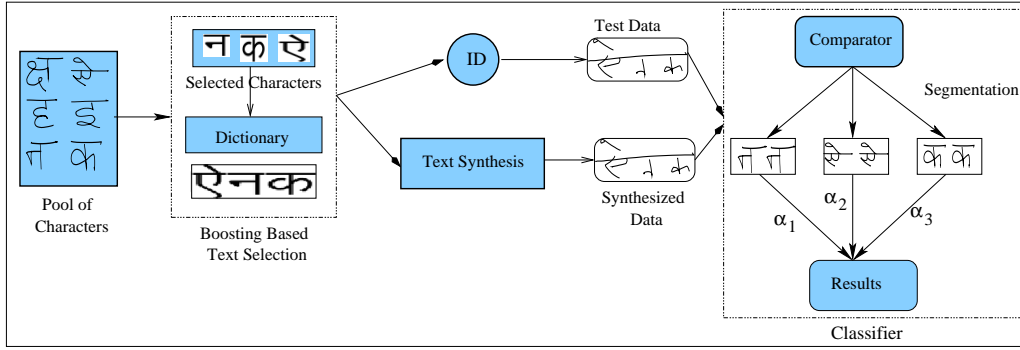 क्ष से
ह इ
न क
Pool of
Characters
न क ऐ
Selected Characters
Dictionary
ऐनक
Boosting Based
Text Selection
ID
Text Synthesis
Test Data
ऐ न क
ऐ न क
Synthesized
Data
Comparator
Segmentation
न न
से से
क क
α1
α2
α3
Results
Classifier